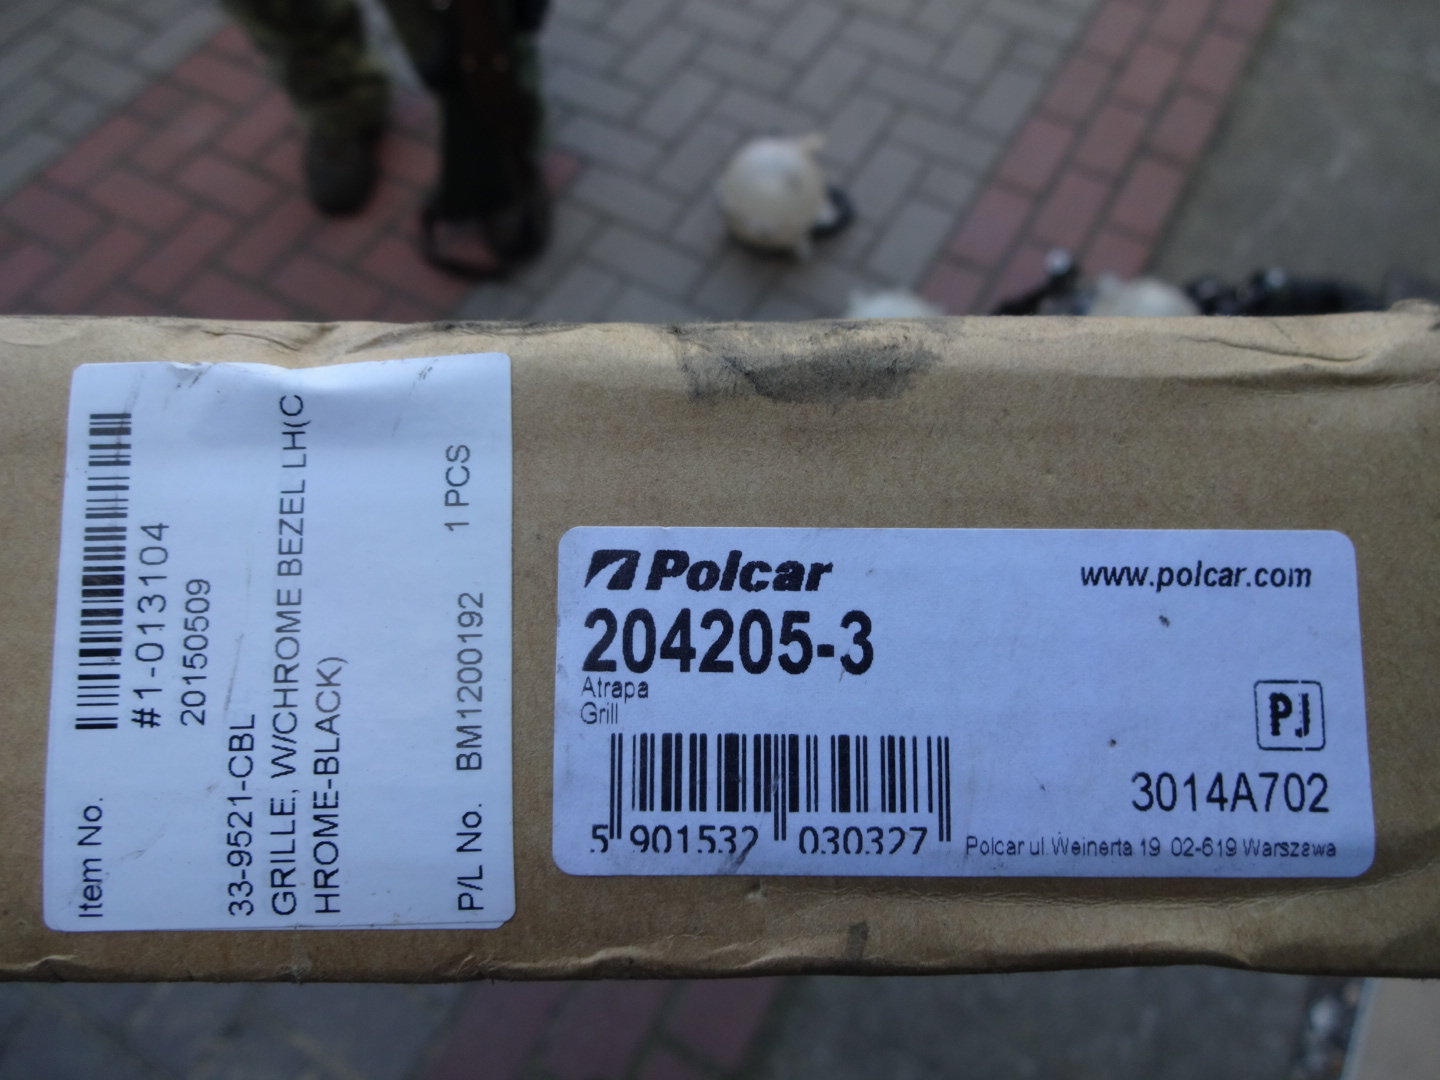 Item No.
#1-013104
20150509
33-9521-CBL
GRILLE, W/CHROME BEZEL LH(C
HROME-BLACK)
P/L No. BM1200192 1 PCS
Polcar www.polcar.com
204205-3
Atrapa
Grill
PJ
3014A702
5 901532 030327
Polcar ul.Weinerta 19 02-619 Warszawa